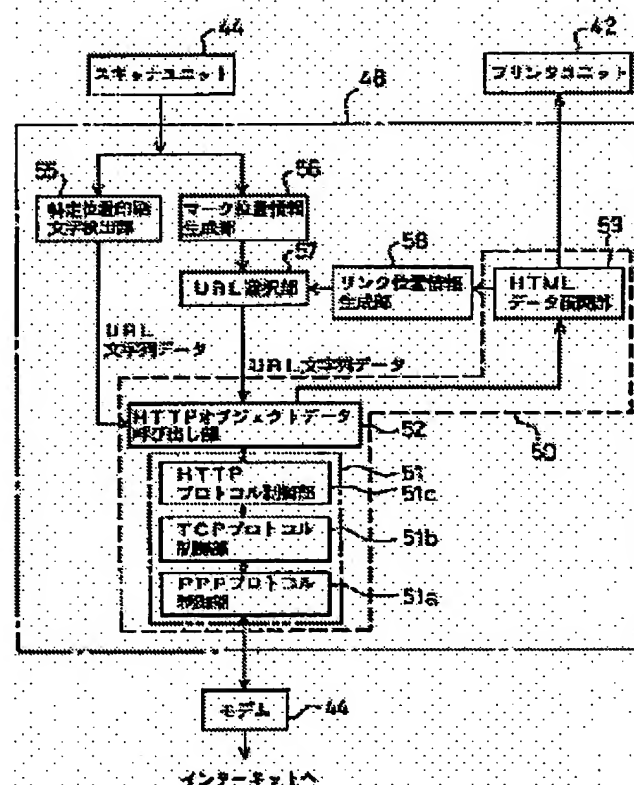 44
スキャナユニット
42
プリンタユニット
48
55
特定位置印刷
文字検出部
56
マーク位置情報
生成部
57
URL選択部
58
リンク位置情報
生成部
59
HTML
データ展開部
URL
文字列データ
URL文字列データ
HTTPオブジェクトデータ
呼び出し部
52
50
HTTP
プロトコル制御部
51
51c
TCPプロトコル
制御部
51b
PPPプロトコル
制御部
51a
モデム
44
インターネットへ